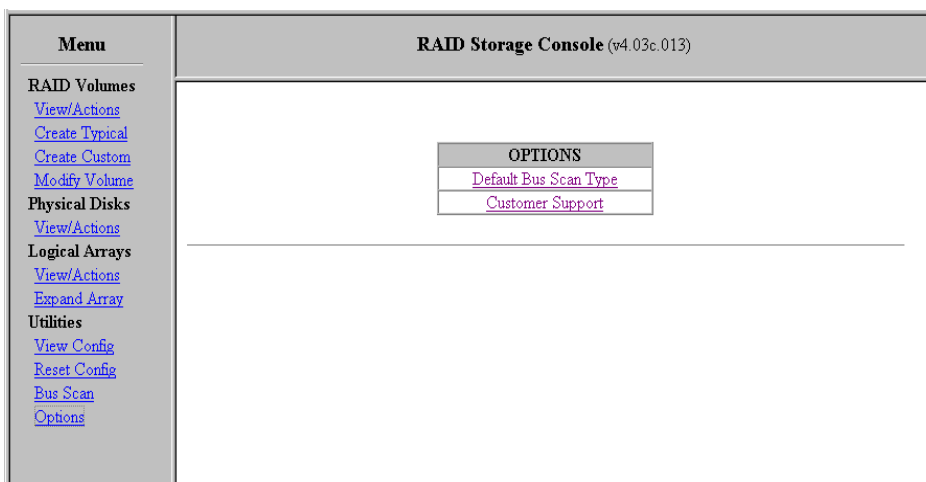 Menu
RAID Storage Console (v4.03c.013)
RAID Volumes
View/Actions
Create Typical
Create Custom
Modify Volume
Physical Disks
View/Actions
Logical Arrays
View/Actions
Expand Array
Utilities
View Config
Reset Config
Bus Scan
Options
OPTIONS
Default Bus Scan Type
Customer Support